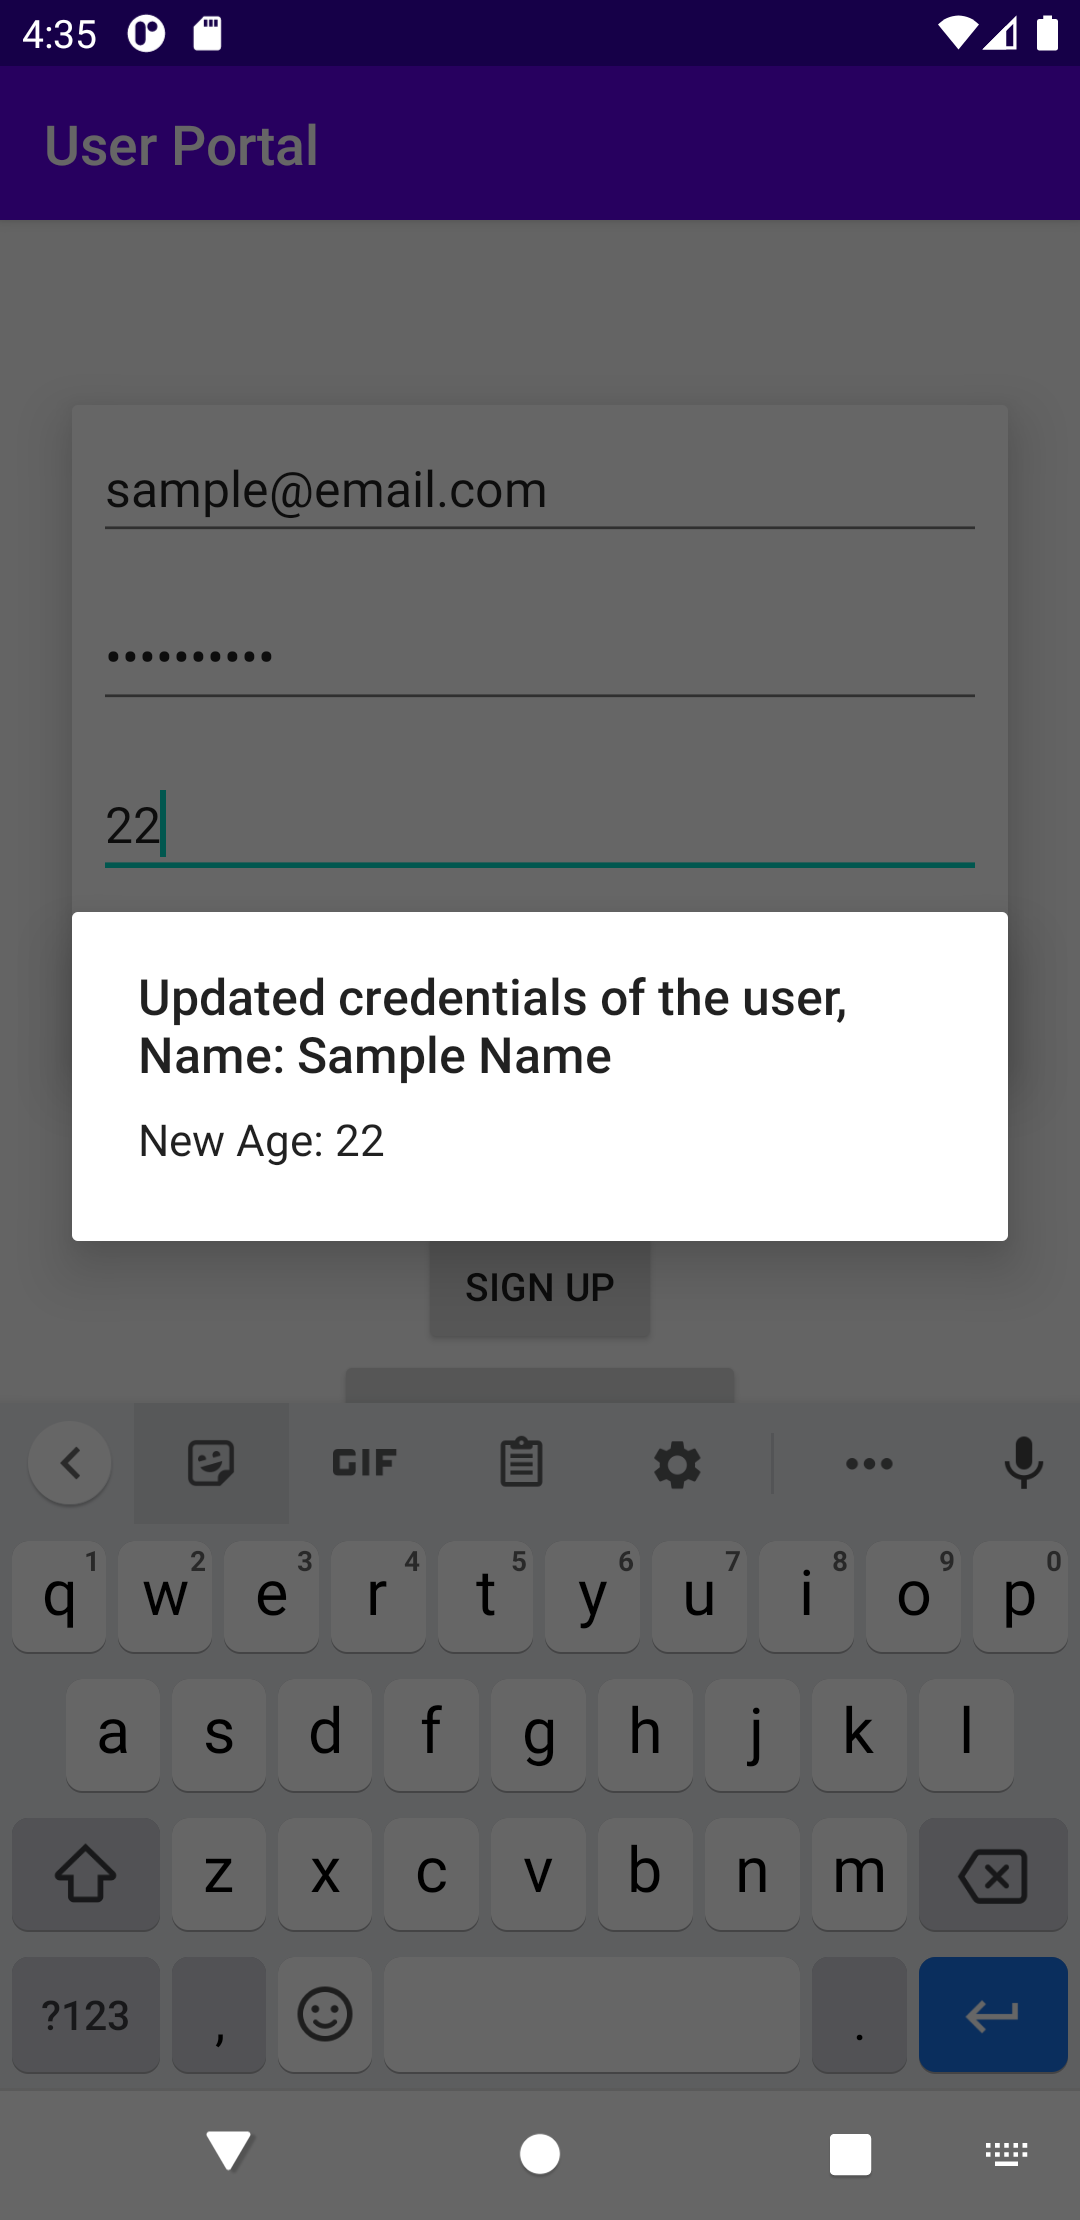 4:35
User Portal
sample@email.com
••••••••••
22
Updated credentials of the user,
Name: Sample Name
New Age: 22
SIGN UP
GIF
q 1 w 2 e 3 r 4 t 5 y 6 u 7 i 8 o 9 p 0
a s d f g h j k l
z x c v b n m
?123 , .